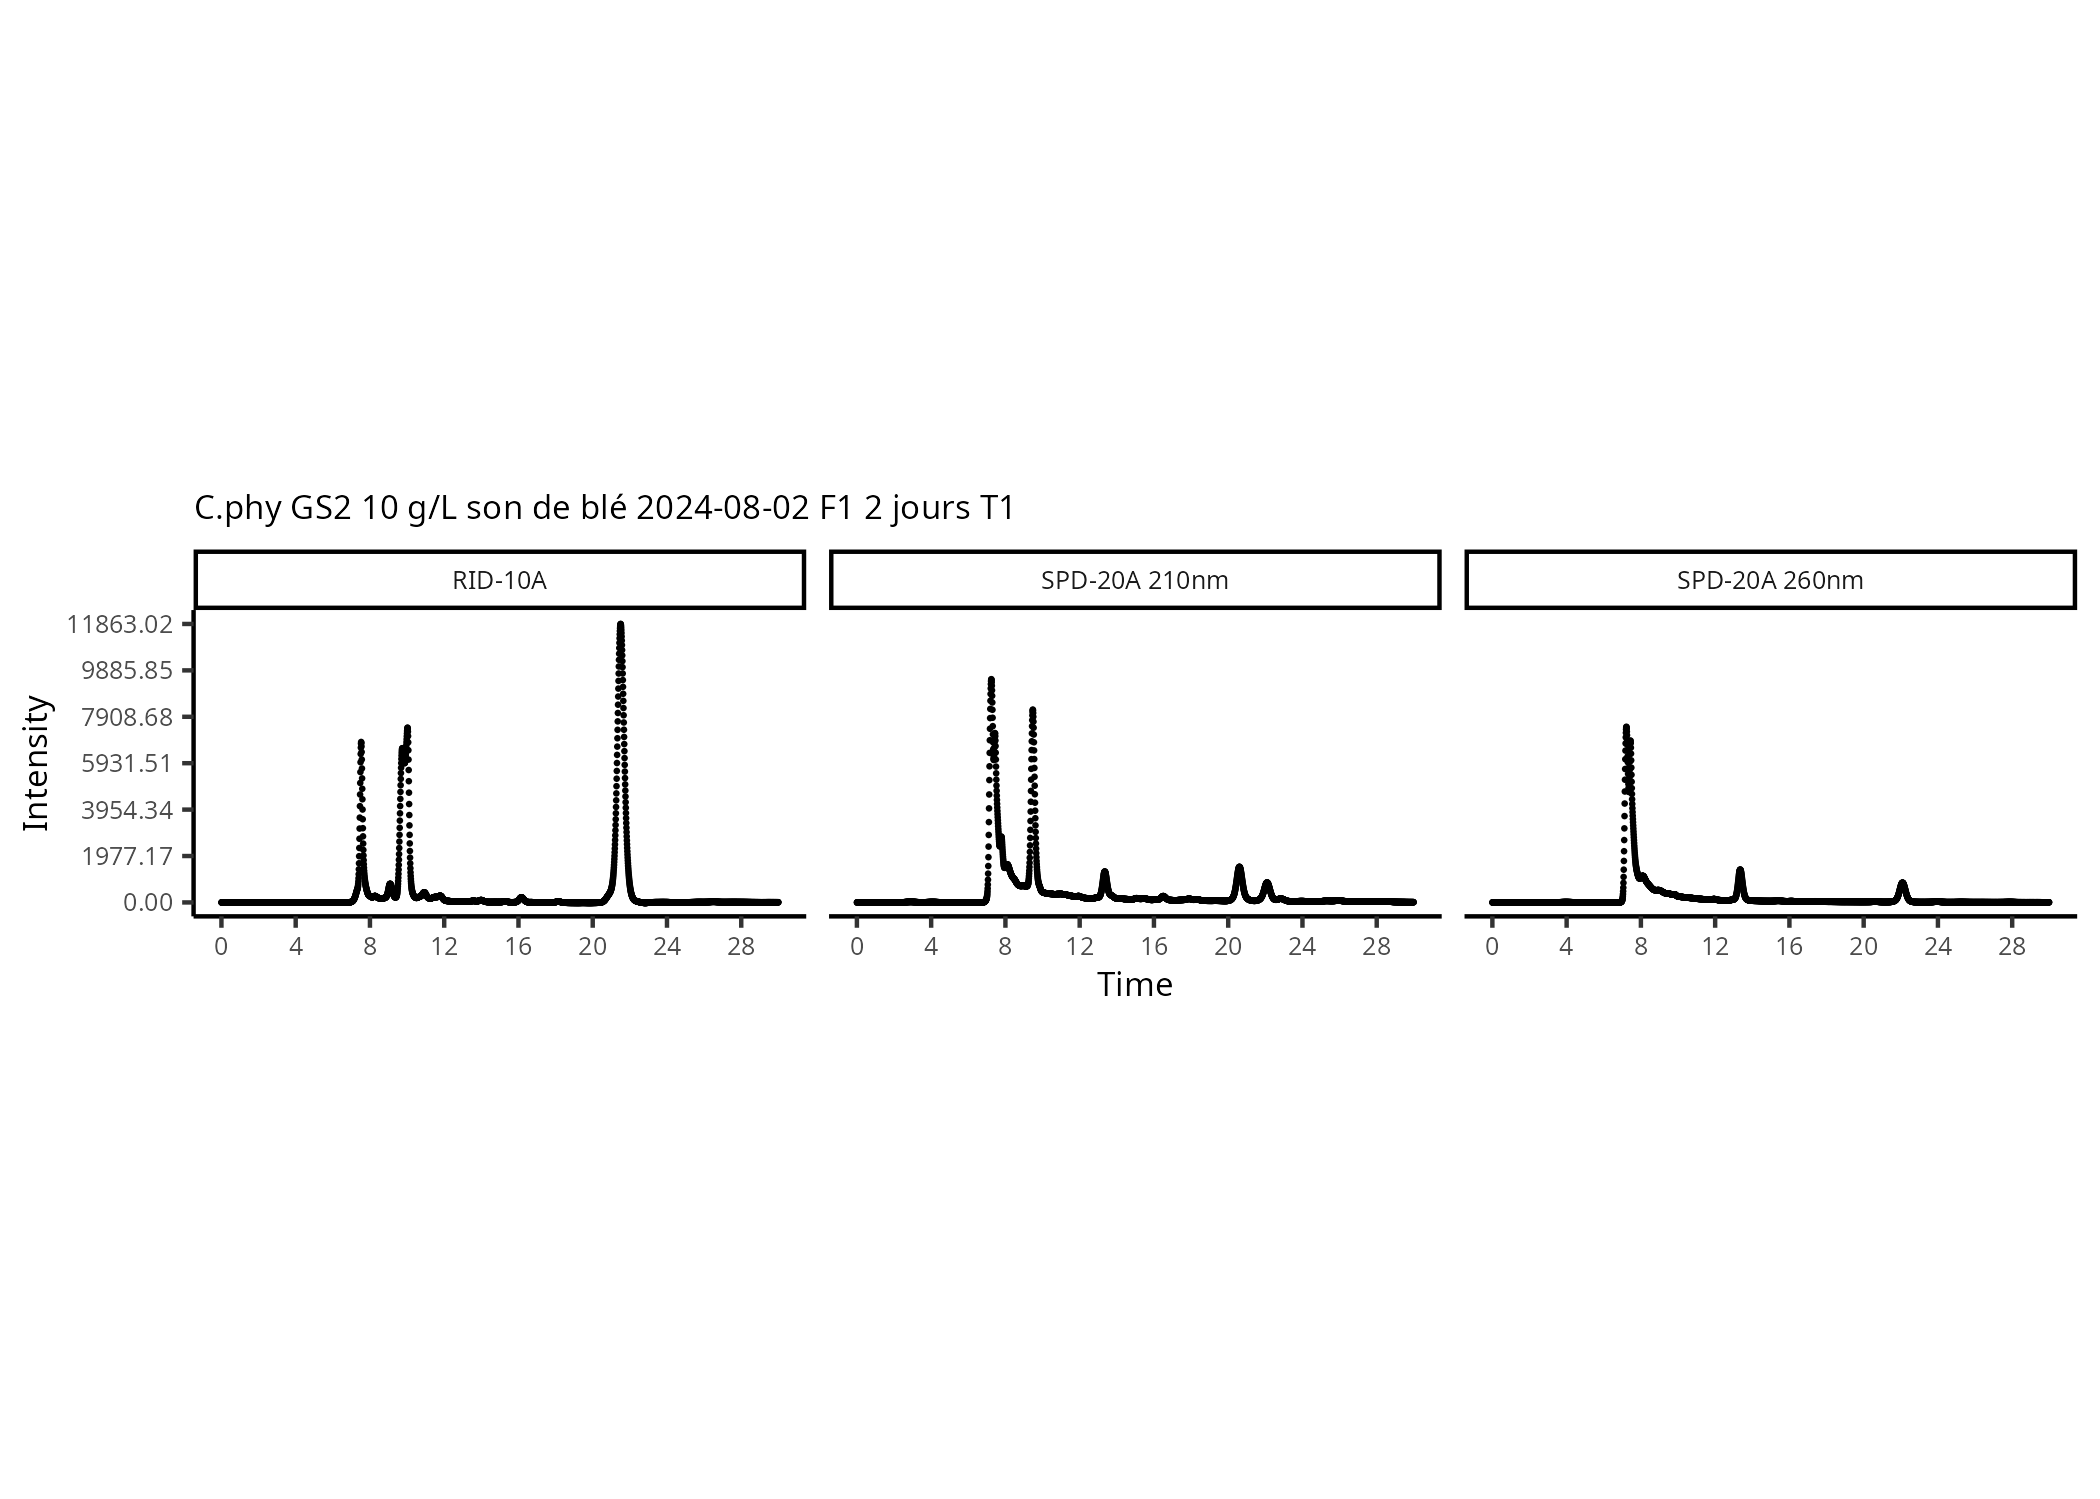 C.phy GS2 10 g/L son de blé 2024-08-02 F1 2 jours T1
RID-10A
SPD-20A 210nm
SPD-20A 260nm
Intensity
11863.02
9885.85
7908.68
5931.51
3954.34
1977.17
0.00
0 4 8 12 16 20 24 28
0 4 8 12 16 20 24 28
0 4 8 12 16 20 24 28
Time